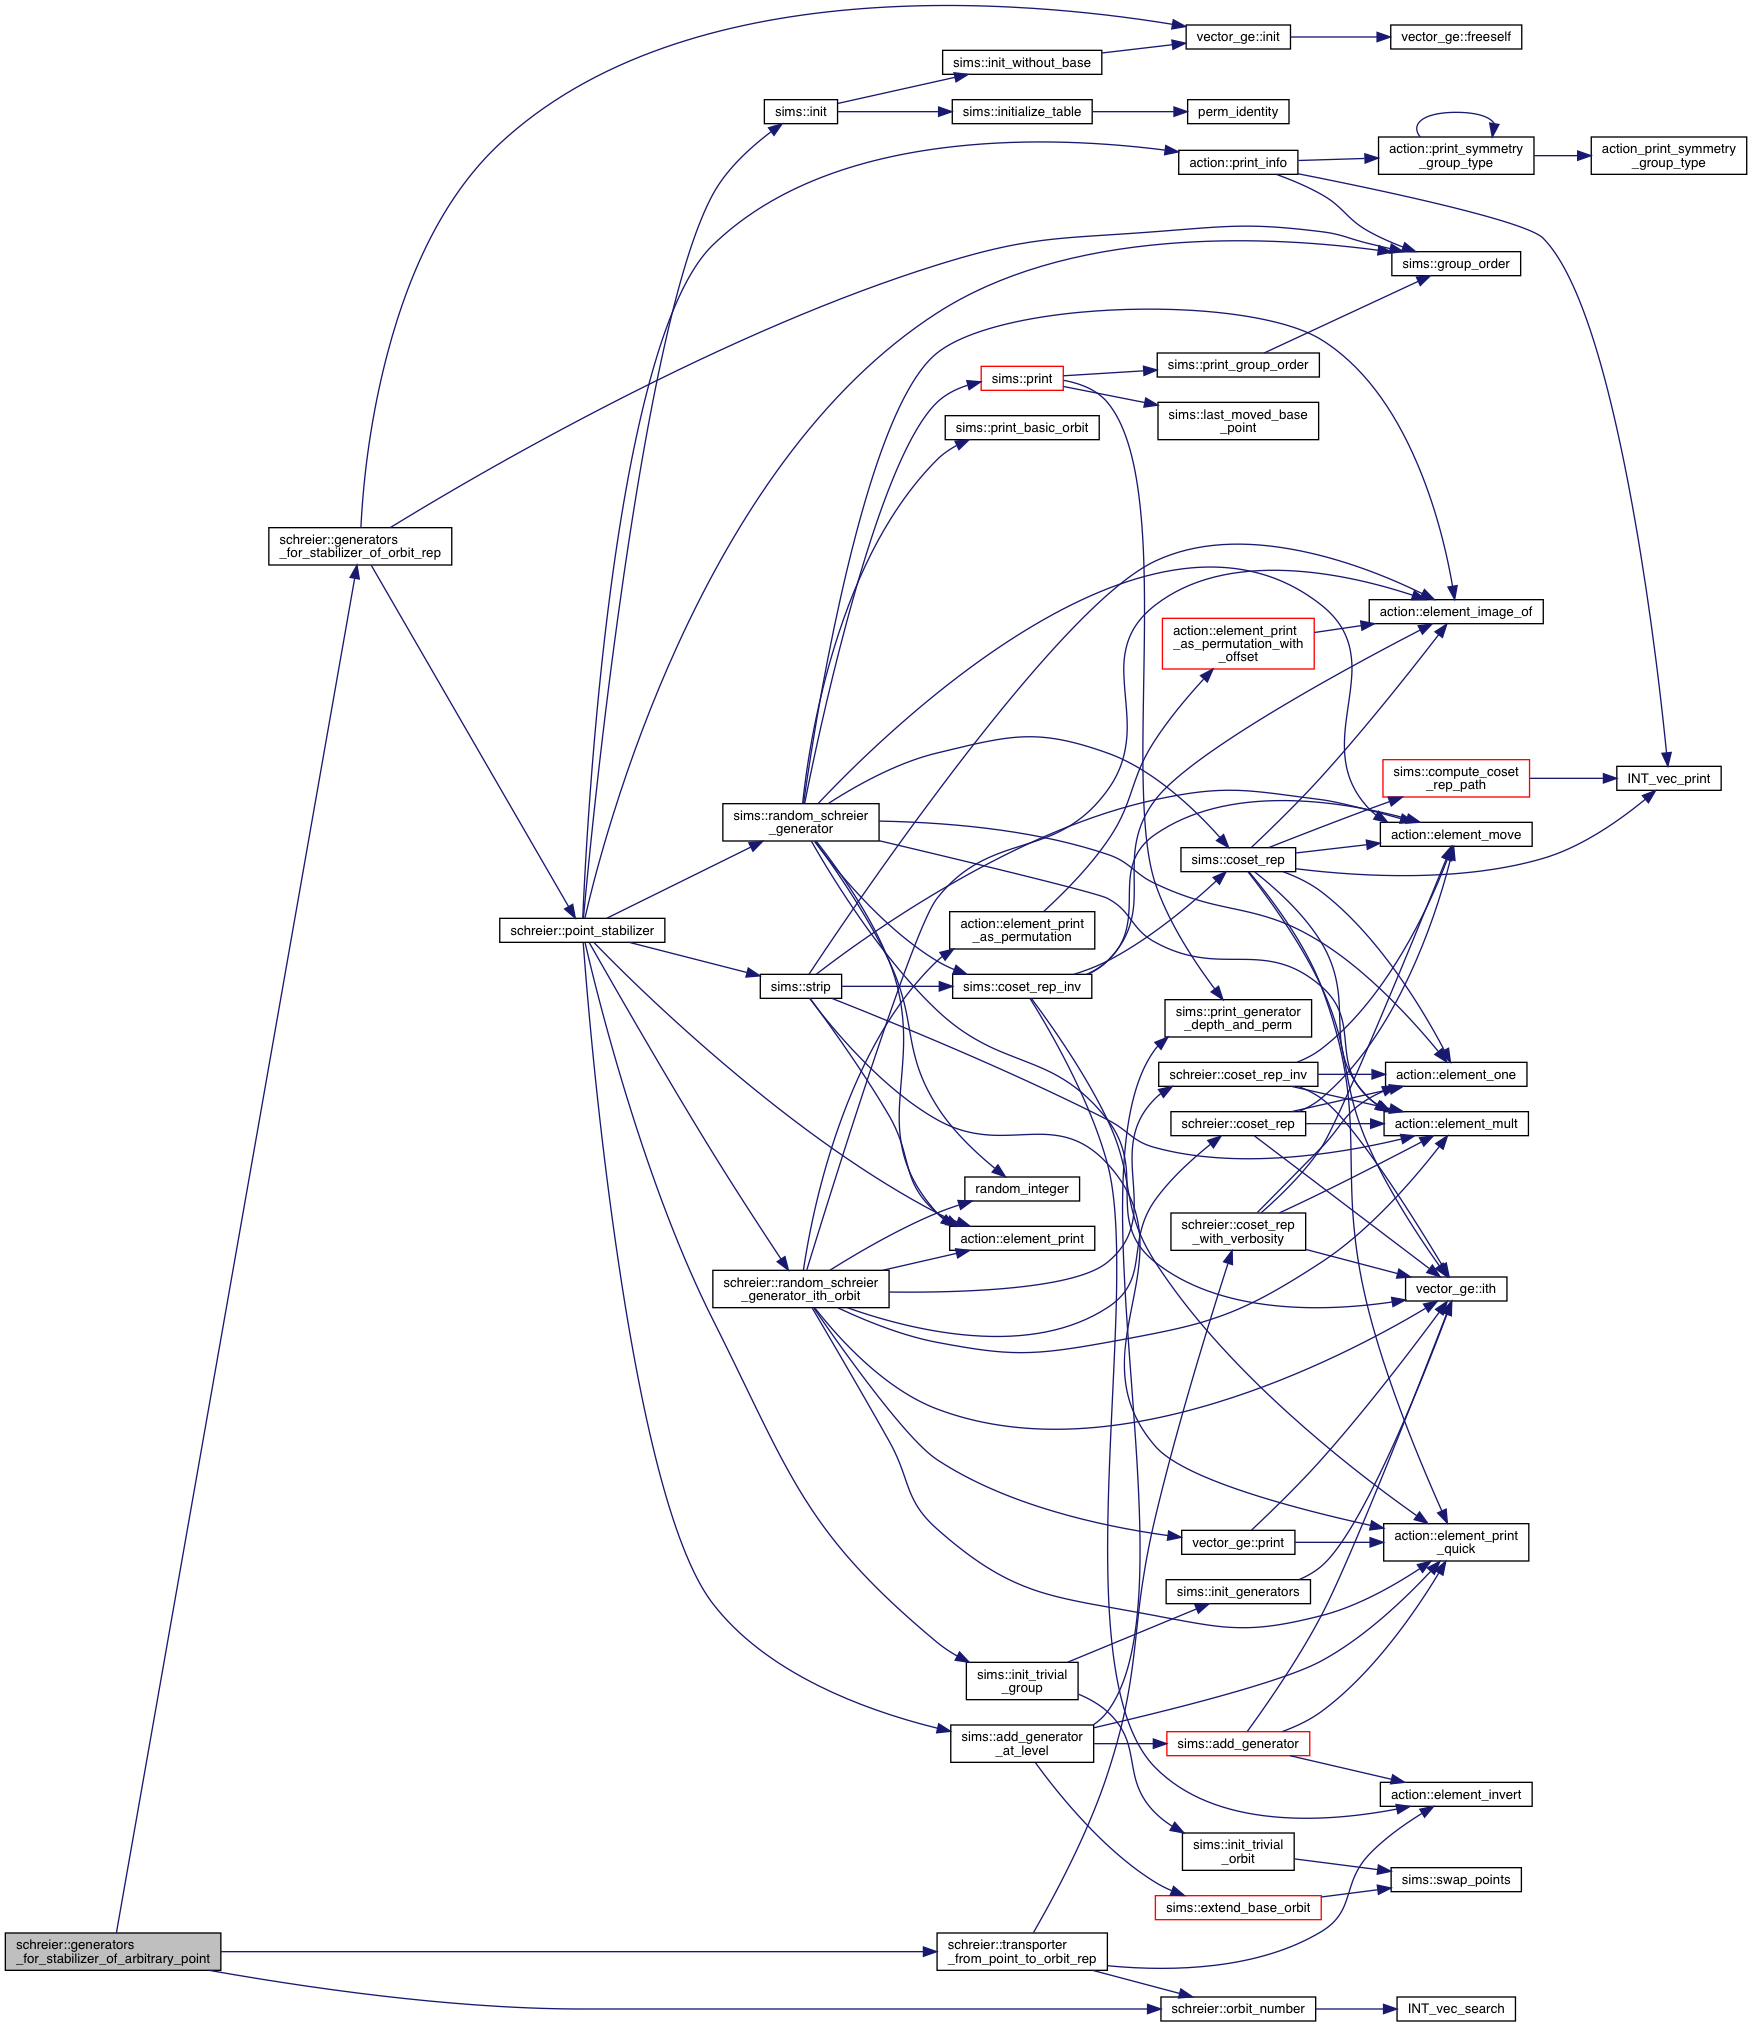 vector_ge::init
vector_ge::freeself
sims::init_without_base
sims::init
sims::initialize_table
perm_identity
action::print_symmetry
_group_type
action_print_symmetry
_group_type
action::print_info
sims::group_order
sims::print_group_order
sims::print
sims::last_moved_base
_point
sims::print_basic_orbit
schreier::generators
_for_stabilizer_of_orbit_rep
action::element_image_of
action::element_print
_as_permutation_with
_offset
sims::compute_coset
_rep_path
INT_vec_print
sims::random_schreier
_generator
action::element_move
sims::coset_rep
schreier::point_stabilizer
action::element_print
_as_permutation
sims::strip
sims::coset_rep_inv
sims::print_generator
_depth_and_perm
schreier::coset_rep_inv
action::element_one
schreier::coset_rep
action::element_mult
random_integer
schreier::coset_rep
_with_verbosity
action::element_print
schreier::random_schreier
_generator_ith_orbit
vector_ge::ith
vector_ge::print
action::element_print
_quick
sims::init_generators
sims::init_trivial
_group
sims::add_generator
_at_level
sims::add_generator
action::element_invert
sims::init_trivial
_orbit
sims::swap_points
sims::extend_base_orbit
schreier::generators
_for_stabilizer_of_arbitrary_point
schreier::transporter
_from_point_to_orbit_rep
schreier::orbit_number
INT_vec_search